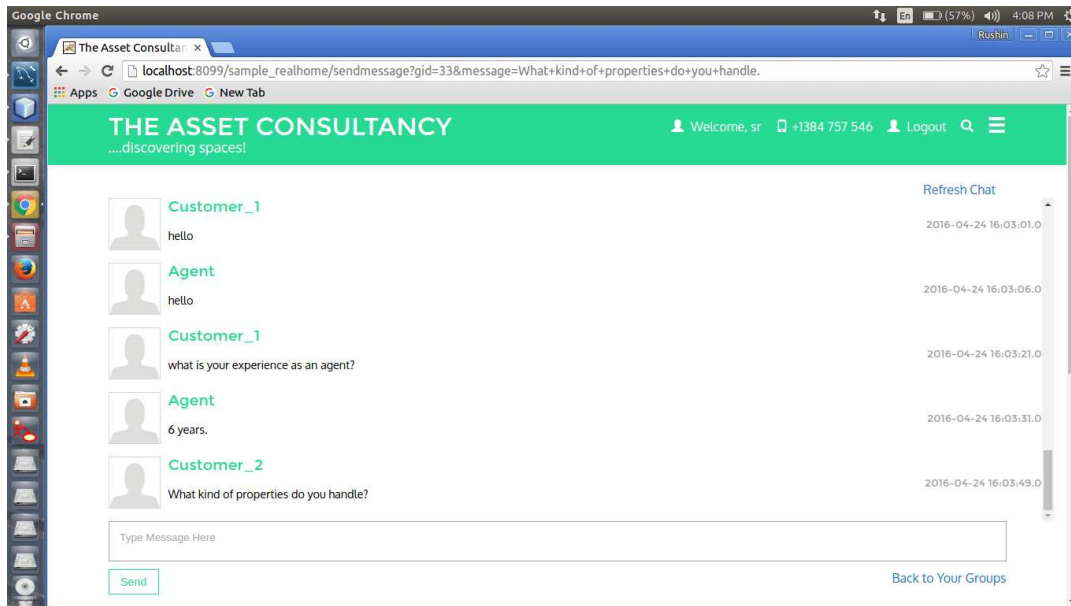 Google Chrome
En (57%) 4:08 PM
Rushin
The Asset Consultan
localhost:8099/sample_realhome/sendmessage?gid=33&message=What+kind+of+properties+do+you+handle.
Apps Google Drive New Tab
THE ASSET CONSULTANCY
Welcome, sr +1384 757 546 Logout
....discovering spaces!
Refresh Chat
Customer_1
2016-04-24 16:03:01.0
hello
Agent
2016-04-24 16:03:06.0
hello
Customer_1
2016-04-24 16:03:21.0
what is your experience as an agent?
Agent
2016-04-24 16:03:31.0
6 years.
Customer_2
2016-04-24 16:03:49.0
What kind of properties do you handle?
Type Message Here
Send
Back to Your Groups